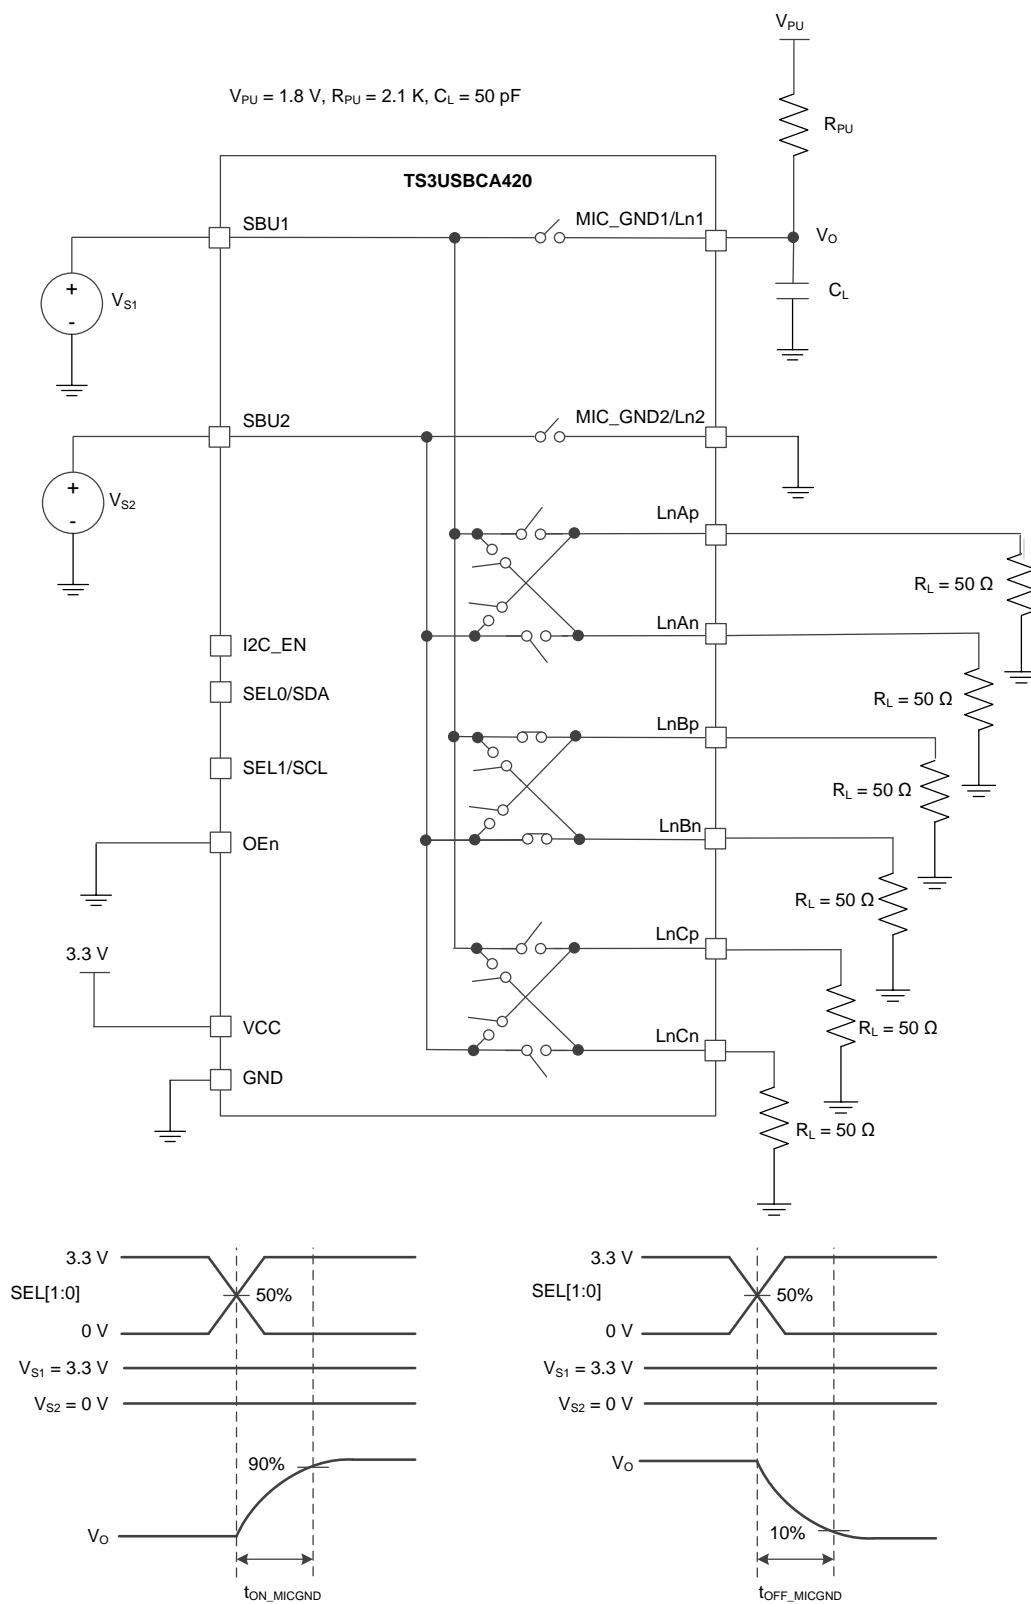 V_PU
V_PU = 1.8 V, R_PU = 2.1 K, C_L = 50 pF
R_PU
TS3USBCA420
SBU1
MIC_GND1/Ln1
V_O
+
-
V_S1
C_L
SBU2
MIC_GND2/Ln2
+
-
V_S2
LnAp
R_L = 50 Ω
LnAn
I2C_EN
SEL0/SDA
R_L = 50 Ω
LnBp
SEL1/SCL
R_L = 50 Ω
LnBn
OEn
R_L = 50 Ω
LnCp
3.3 V
VCC
R_L = 50 Ω
LnCn
GND
R_L = 50 Ω
3.3 V
SEL[1:0]
50%
0 V
V_S1 = 3.3 V
V_S2 = 0 V
90%
V_O
t_ON_MICGND
3.3 V
SEL[1:0]
50%
0 V
V_S1 = 3.3 V
V_S2 = 0 V
V_O
10%
t_OFF_MICGND